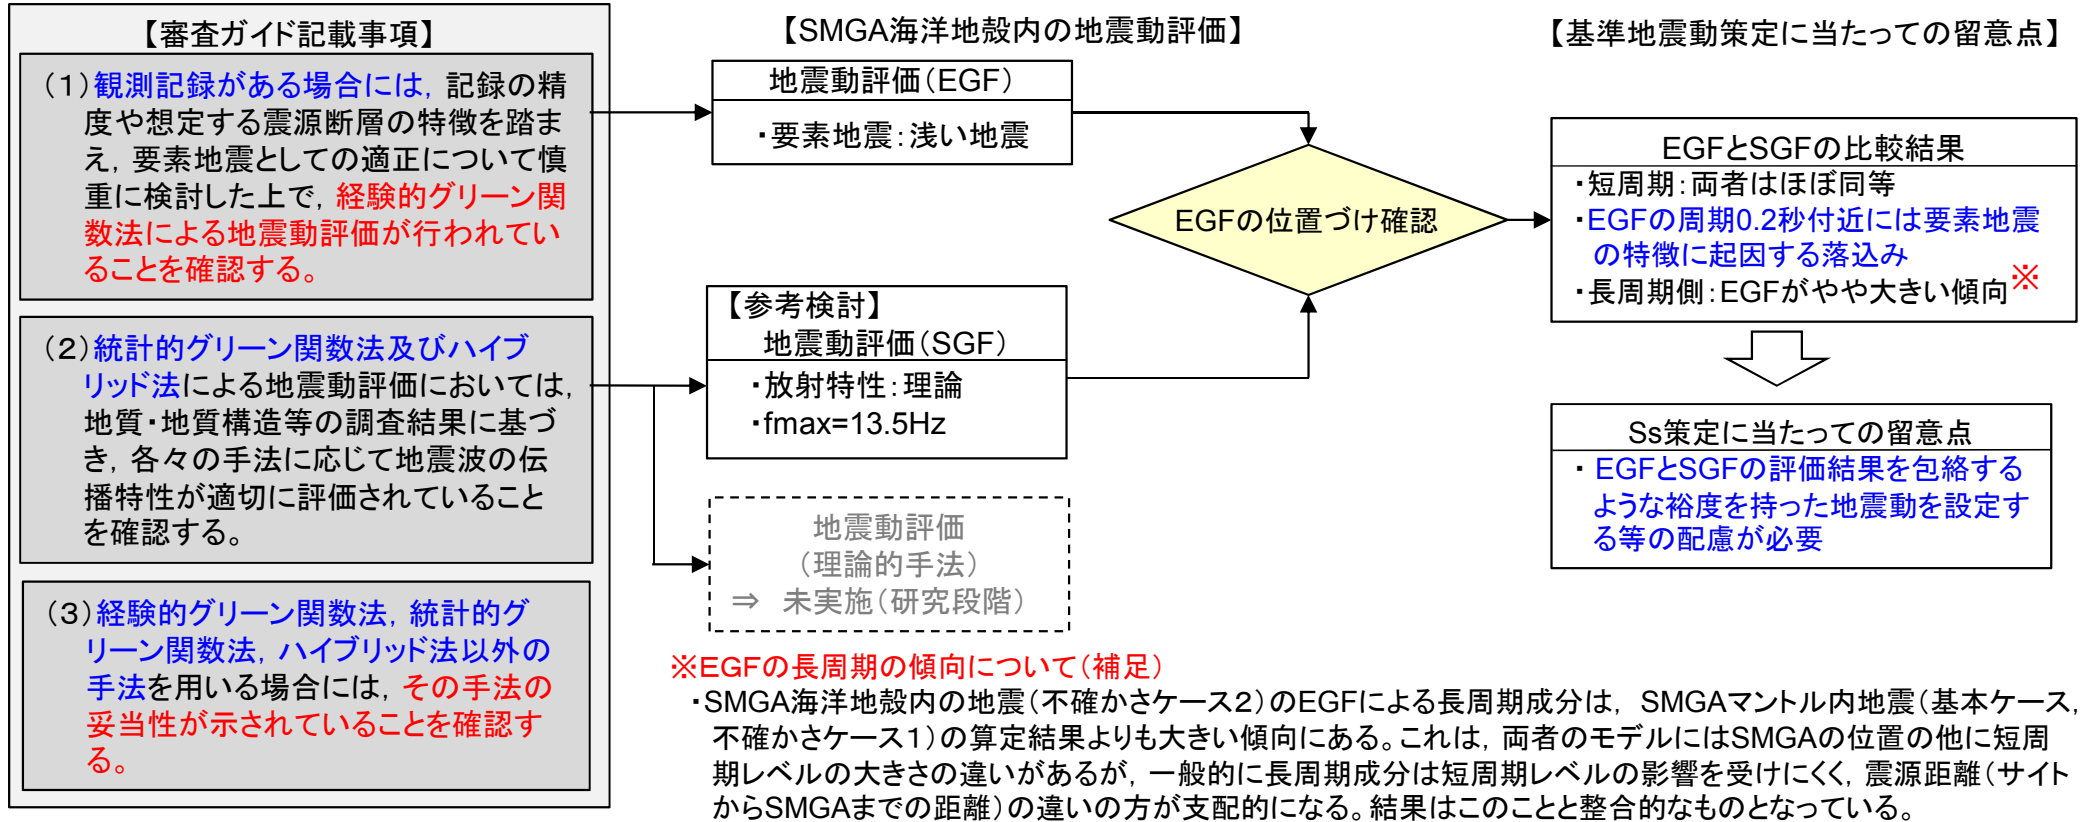 【審査ガイド記載事項】
（1）観測記録がある場合には，記録の精
度や想定する震源断層の特徴を踏ま
え，要素地震としての適正について慎
重に検討した上で，経験的グリーン関
数法による地震動評価が行われてい
ることを確認する。
（2）統計的グリーン関数法及びハイブ
リッド法による地震動評価においては，
地質・地質構造等の調査結果に基づ
き，各々の手法に応じて地震波の伝
播特性が適切に評価されていること
を確認する。
（3）経験的グリーン関数法，統計的グ
リーン関数法，ハイブリッド法以外の
手法を用いる場合には，その手法の
妥当性が示されていることを確認す
る。
【SMGA海洋地殻内の地震動評価】
地震動評価（EGF）
・要素地震：浅い地震
EGFの位置づけ確認
【参考検討】
地震動評価（SGF）
・放射特性：理論
・fmax=13.5Hz
地震動評価
（理論的手法）
⇒ 未実施（研究段階）
【基準地震動策定に当たっての留意点】
EGFとSGFの比較結果
・短周期：両者はほぼ同等
・EGFの周期0.2秒付近には要素地震
の特徴に起因する落込み
・長周期側：EGFがやや大きい傾向※
Ss策定に当たっての留意点
・ EGFとSGFの評価結果を包絡する
ような裕度を持った地震動を設定す
る等の配慮が必要
※EGFの長周期の傾向について（補足）
・SMGA海洋地殻内の地震（不確かさケース2）のEGFによる長周期成分は， SMGAマントル内地震（基本ケース，
不確かさケース1）の算定結果よりも大きい傾向にある。これは，両者のモデルにはSMGAの位置の他に短周
期レベルの大きさの違いがあるが，一般的に長周期成分は短周期レベルの影響を受けにくく，震源距離（サイト
からSMGAまでの距離）の違いの方が支配的になる。結果はこのことと整合的なものとなっている。